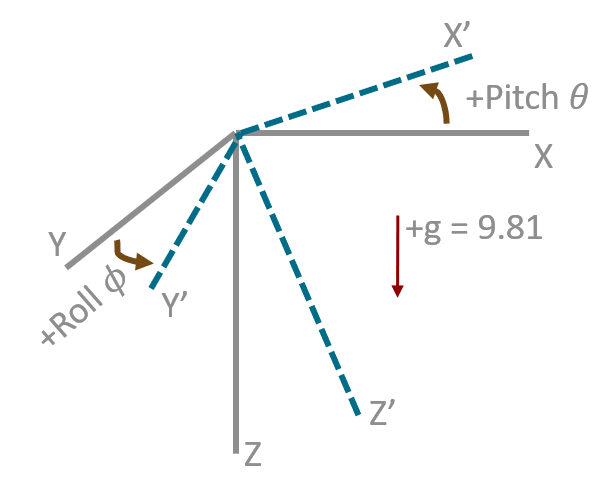 X’
+Pitch θ
X
+g = 9.81
Y
+Roll ϕ
Y’
Z’
Z